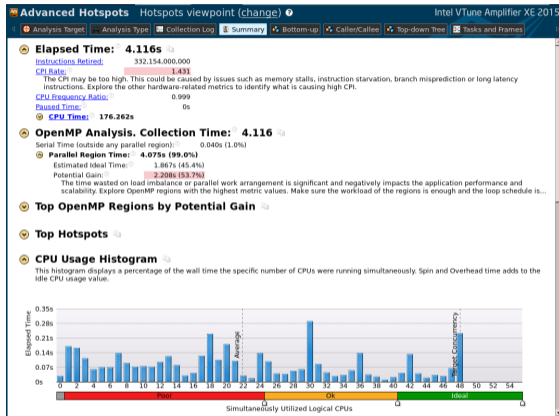 Advanced Hotspots Hotspots viewpoint (change) Intel VTune Amplifier XE 2015
Analysis Target Analysis Type Collection Log Summary Bottom-up Caller/Callee Top-down Tree Tasks and Frames
Elapsed Time: 4.116s
Instructions Retired: 332,154,000,000
CPI Rate: 1.431
The CPI may be too high. This could be caused by issues such as memory stalls, instruction starvation, branch misprediction or long latency
instructions. Explore the other hardware-related metrics to identify what is causing high CPI.
CPU Frequency Ratio: 0.999
Paused Time: 0s
CPU Time: 176.262s
OpenMP Analysis. Collection Time: 4.116
Serial Time (outside any parallel region): 0.040s (1.0%)
Parallel Region Time: 4.075s (99.0%)
Estimated Ideal Time: 1.867s (45.4%)
Potential Gain: 2.208s (53.7%)
The time wasted on load imbalance or parallel work arrangement is significant and negatively impacts the application performance and
scalability. Explore OpenMP regions with the highest metric values. Make sure the workload of the regions is enough and the loop schedule is...
Top OpenMP Regions by Potential Gain
Top Hotspots
CPU Usage Histogram
This histogram displays a percentage of the wall time the specific number of CPUs were running simultaneously. Spin and Overhead time adds to the
Idle CPU usage value.
Elapsed Time
0.35s
0.28s
0.21s
0.14s
0.07s
0s
Average
Target Concurrency
0 2 4 6 8 10 12 14 16 18 20 22 24 26 28 30 32 34 36 38 40 42 44 46 48 50 52 54
Poor Ok Ideal
Simultaneously Utilized Logical CPUs